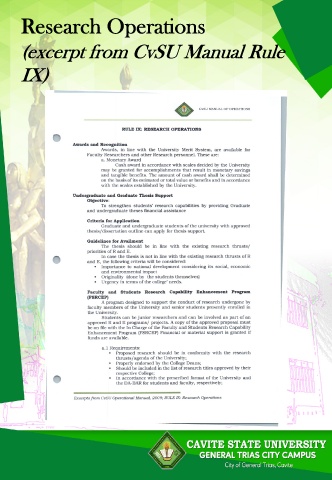 Research Operations
(excerpt from CvSU Manual Rule
IX)
RULE IX: RESEARCH OPERATIONS
Awards and Recognition
Awards, in line with the University Merit System, are available for
Faculty Researchers and other Research personnel. These are:
a. Monetary Award
Cash award in accordance with scales decided by the University
may be granted for accomplishments that result in monetary savings
and tangible benefits. The amount of cash award shall be determined
on the basis of its estimated or total value or benefits and in accordance
with the scales established by the University.
Undergraduate and Graduate Thesis Support
Objective:
To strengthen students' research capabilities by providing Graduate
and undergraduate thesis financial assistance
Criteria for Application
Graduate and undergraduate students of the university with approved
thesis/dissertation outline can apply for thesis support.
Guidelines for Availment
The thesis should be in line with the existing research thrusts/
priorities of R and E.
In case the thesis is not in line with the existing research thrusts of R
and E, the following criteria will be considered:
• Importance to national development considering its social, economic
and environmental impact
• Originality (done by the students themselves)
• Urgency in terms of the college' needs.
Faculty and Students Research Capability Enhancement Program
(FSRCEP)
A program designed to support the conduct of research undergone by
faculty members of the University and senior students presently enrolled in
the University.
Students can be junior researchers and can be involved as part of an
approved R and E programs/ projects. A copy of the approved proposal must
be on file with the In Charge of the Faculty and Students Research Capability
Enhancement Program (FSRCEP) Financial or material support is granted if
funds are available.
a.1 Requirements
• Proposed research should be in conformity with the research
thrusts/agenda of the University;
• Properly endorsed by the College Deans;
• Should be included in the list of research titles approved by their
respective College;
• In accordance with the prescribed format of the University and
the DA-BAR for students and faculty, respectively;
Excerpts from CvSU Operational Manual, 2009; RULE IX: Research Operations
CAVITE STATE UNIVERSITY
GENERAL TRIAS CITY CAMPUS
City of General Trias, Cavite